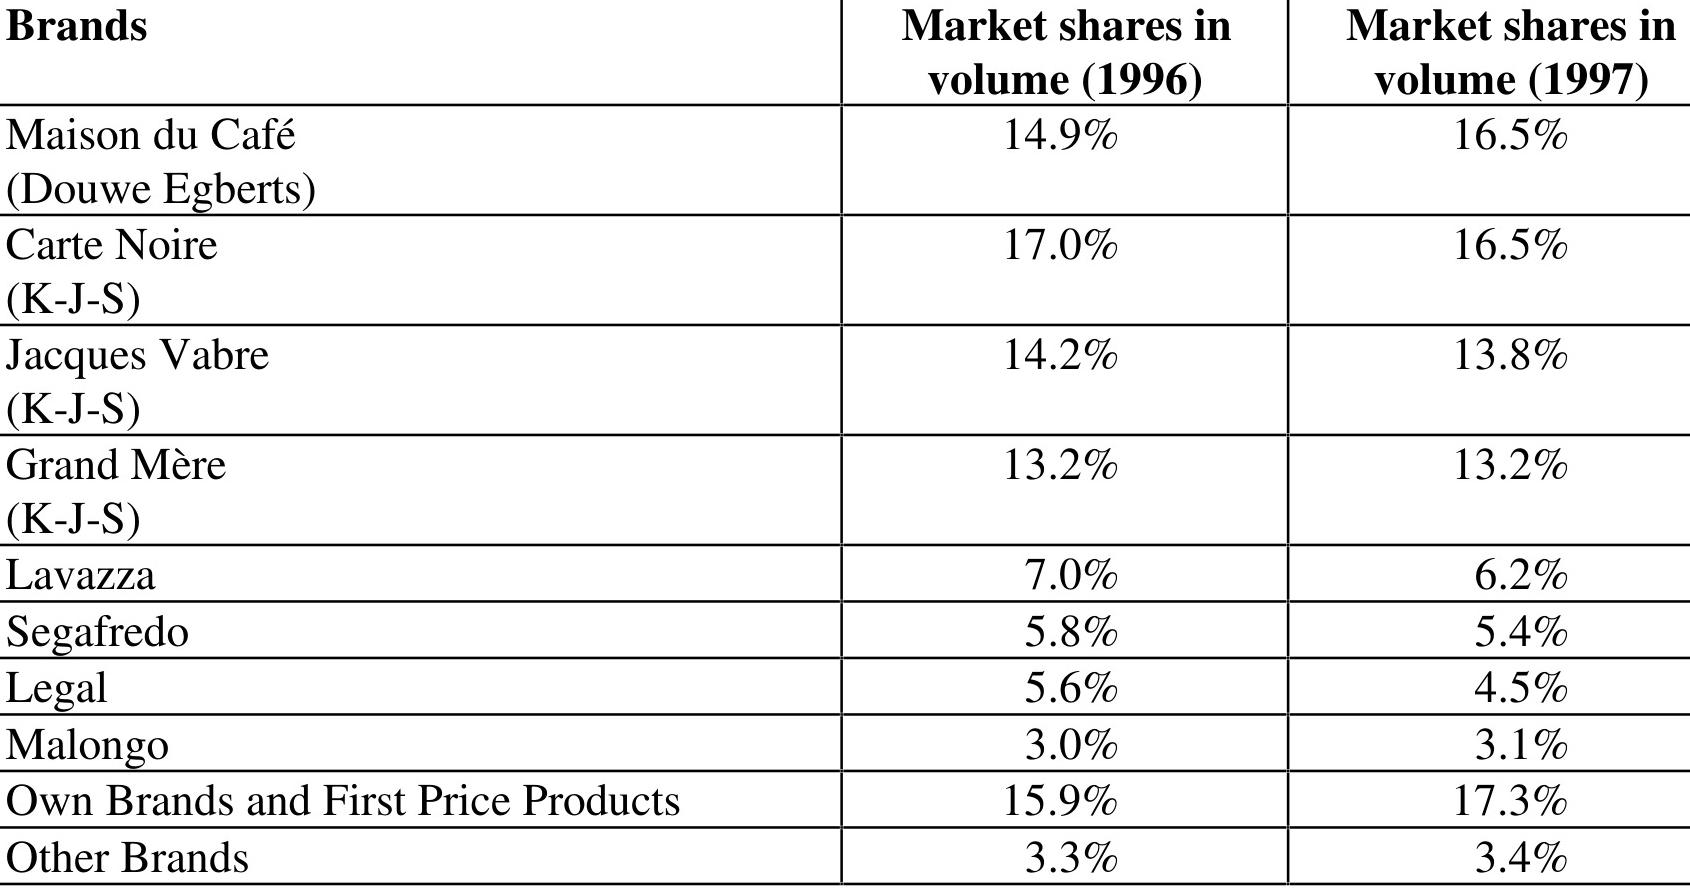 Brands Market shares in Market shares in
volume (1996) volume (1997)
Maison du Café 14.9% 16.5%
(Douwe Egberts)
Carte Noire 17.0% 16.5%
(K-J-S)
Jacques Vabre 14.2% 13.8%
(K-J-S)
Grand Mère 13.2% 13.2%
(K-J-S)
Lavazza 7.0% 6.2%
Segafredo 5.8% 5.4%
Legal 5.6% 4.5%
Malongo 3.0% 3.1%
Own Brands and First Price Products 15.9% 17.3%
Other Brands 3.3% 3.4%